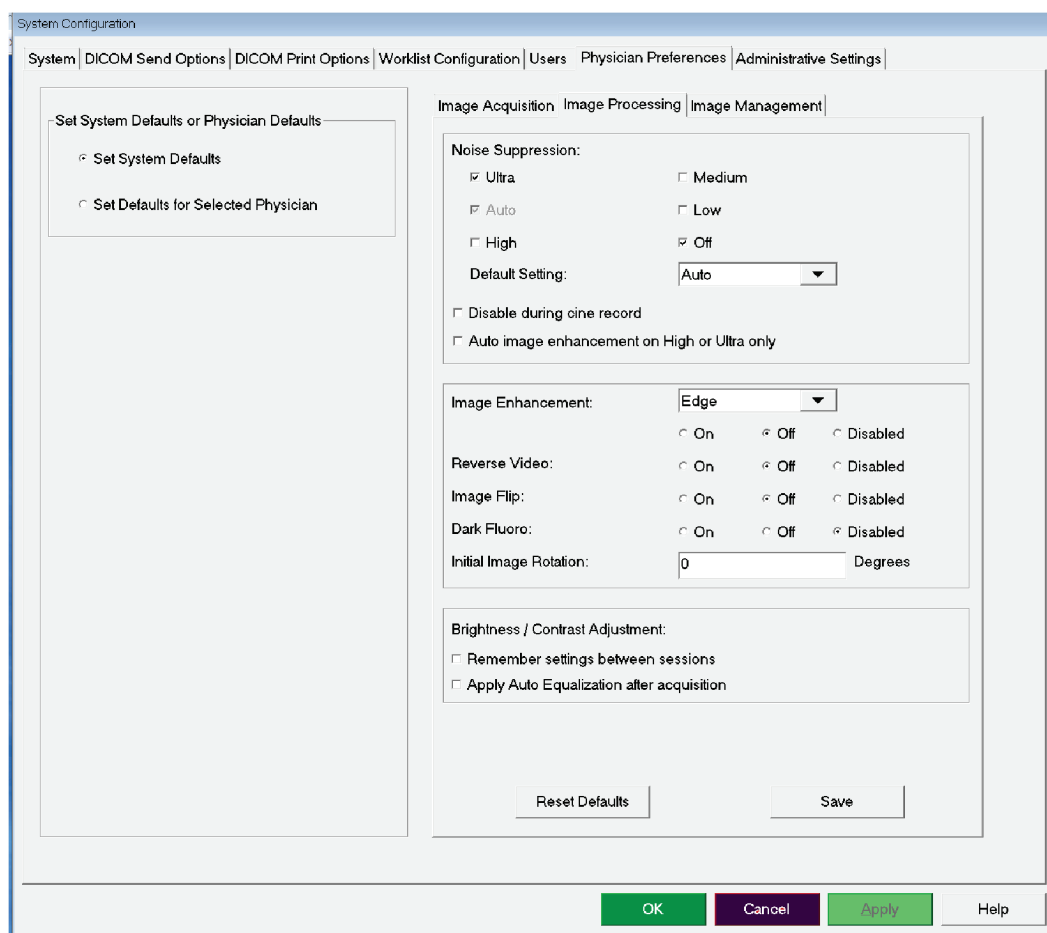 System Configuration
System DICOM Send Options DICOM Print Options Worklist Configuration Users Physician Preferences Administrative Settings
Set System Defaults or Physician Defaults
Set System Defaults
Set Defaults for Selected Physician
Image Acquisition Image Processing Image Management
Noise Suppression:
Ultra Medium
Auto Low
High Off
Default Setting: Auto
Disable during cine record
Auto image enhancement on High or Ultra only
Image Enhancement: Edge
On Off Disabled
Reverse Video: On Off Disabled
Image Flip: On Off Disabled
Dark Fluoro: On Off Disabled
Initial Image Rotation: 0 Degrees
Brightness / Contrast Adjustment:
Remember settings between sessions
Apply Auto Equalization after acquisition
Reset Defaults Save
OK Cancel Apply Help